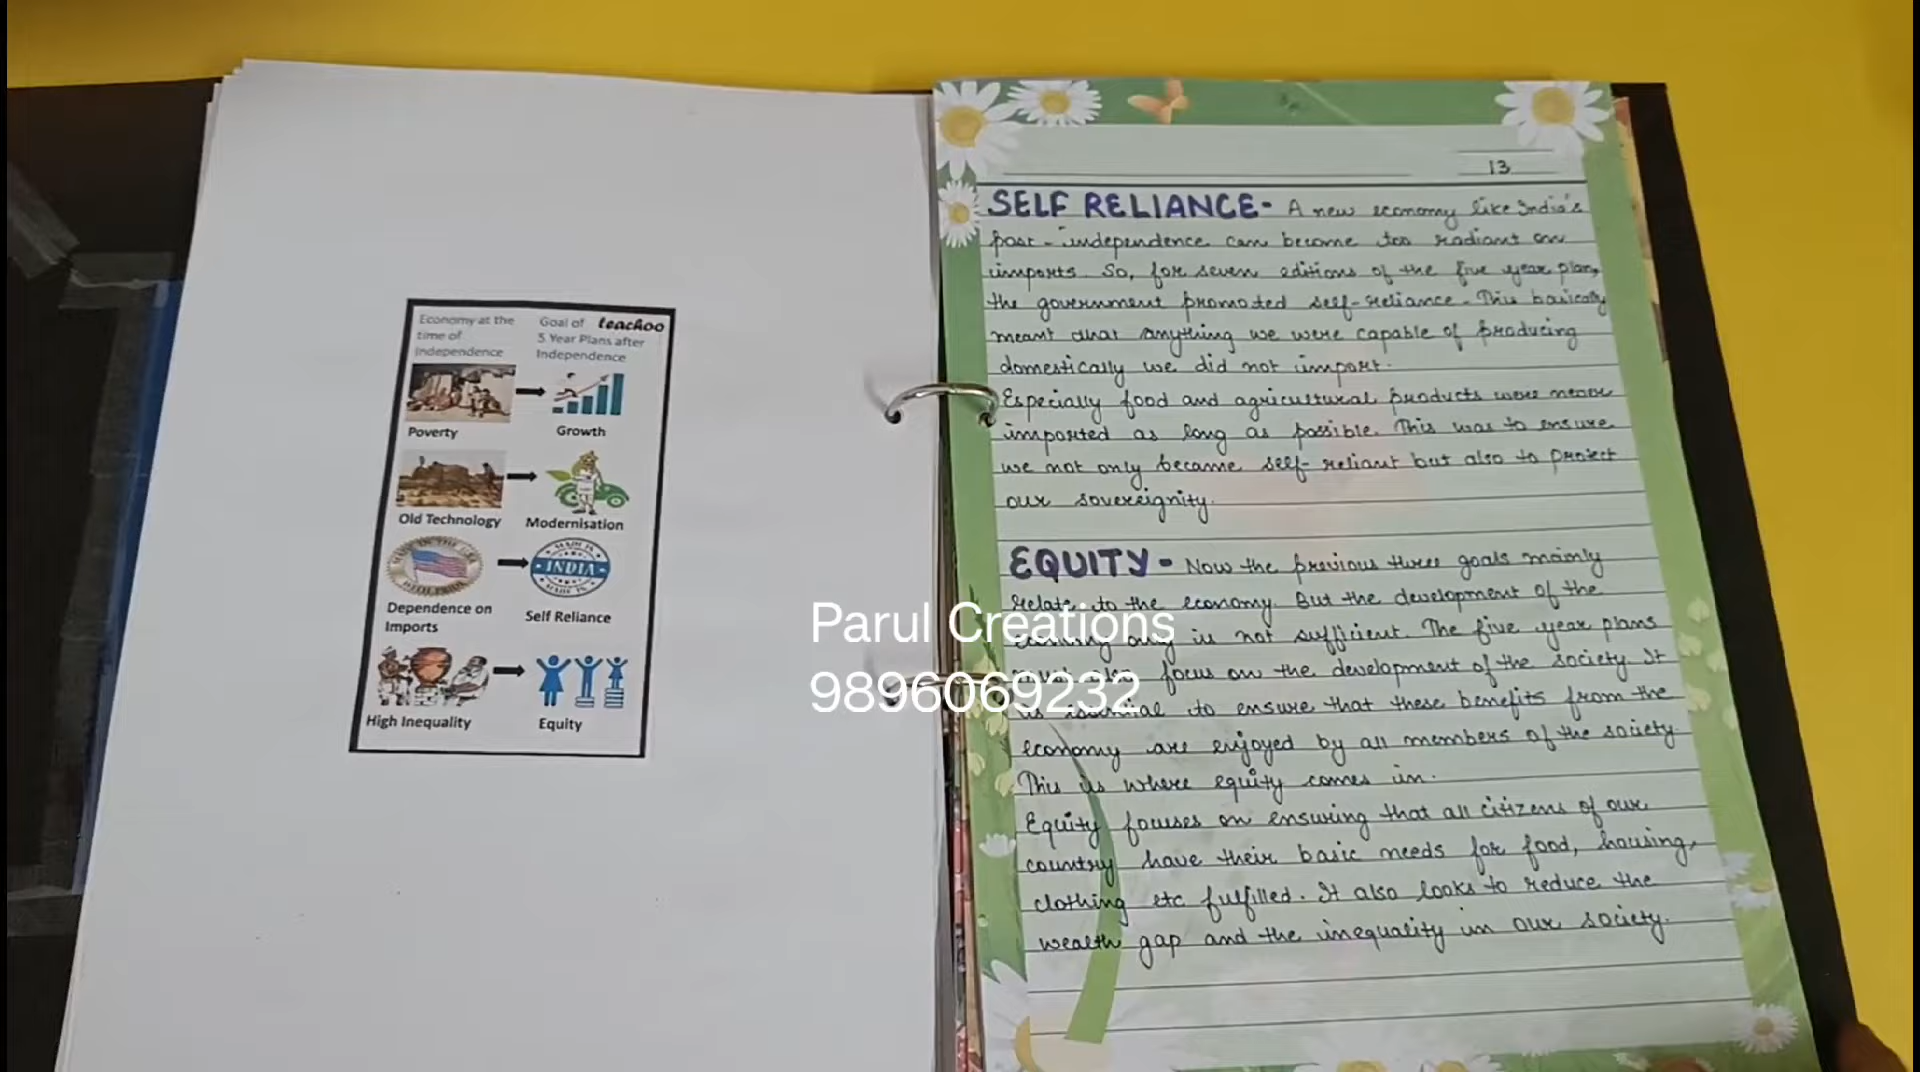 Economy at the
time of
Independence
Goal of teachoo
5 Year Plans after
Independence
Poverty
Growth
Old Technology
Modernisation
INDIA
Dependence on
Imports
Self Reliance
High Inequality
Equity
13
SELF RELIANCE- A new economy like India's
post-independence can become too radiant on
imports. So, for seven editions of the five year plan,
the government promoted self-reliance. This basically
meant that anything we were capable of producing
domestically we did not import.
Especially food and agricultural products were never
imported as long as possible. This was to ensure
we not only became self-reliant but also to protect
our sovereignity.
EQUITY- Now the previous three goals mainly
relate to the economy. But the development of the
only is not sufficient. The five year plans
focus on the development of the society. It
is essential to ensure that these benefits from the
economy are enjoyed by all members of the society
This is where equity comes in.
Equity focuses on ensuring that all citizens of our
country have their basic needs for food, housing,
clothing etc fulfilled. It also looks to reduce the
wealth gap and the inequality in our society.
Parul Creations
9896069232